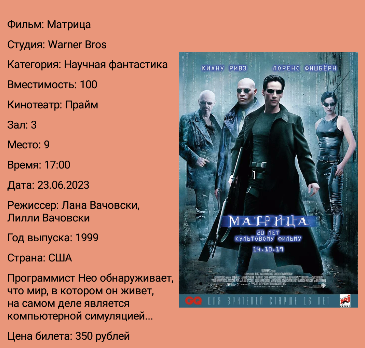 Фильм: Матрица
Студия: Warner Bros
Категория: Научная фантастика
Вместимость: 100
Кинотеатр: Прайм
Зал: 3
Место: 9
Время: 17:00
Дата: 23.06.2023
Режиссер: Лана Вачовски,
Лилли Вачовски
Год выпуска: 1999
Страна: США
Программист Нео обнаруживает,
что мир, в котором он живет,
на самом деле является
компьютерной симуляцией...
Цена билета: 350 рублей
КИАНУ РИВЗ ЛОРЕНС ФИШБЁРН
МАТРИЦА
20 ЛЕТ
КУЛЬТОВОМУ ФИЛЬМУ